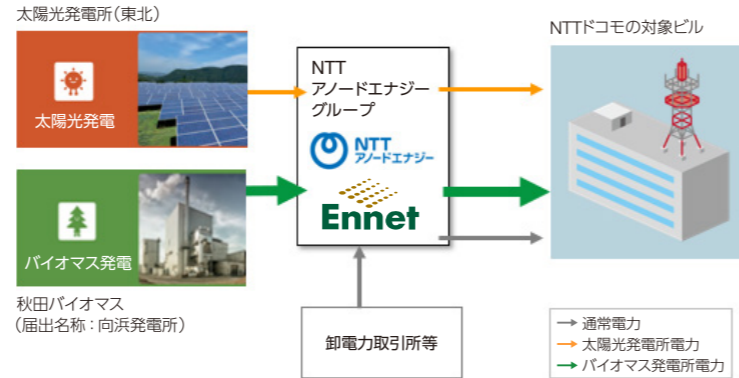 太陽光発電所（東北）
太陽光発電
バイオマス発電
秋田バイオマス
（届出名称：向浜発電所）
NTT
アノードエナジー
グループ
NTT
アノードエナジー
Ennet
卸電力取引所等
NTTドコモの対象ビル
通常電力
太陽光発電所電力
バイオマス発電所電力